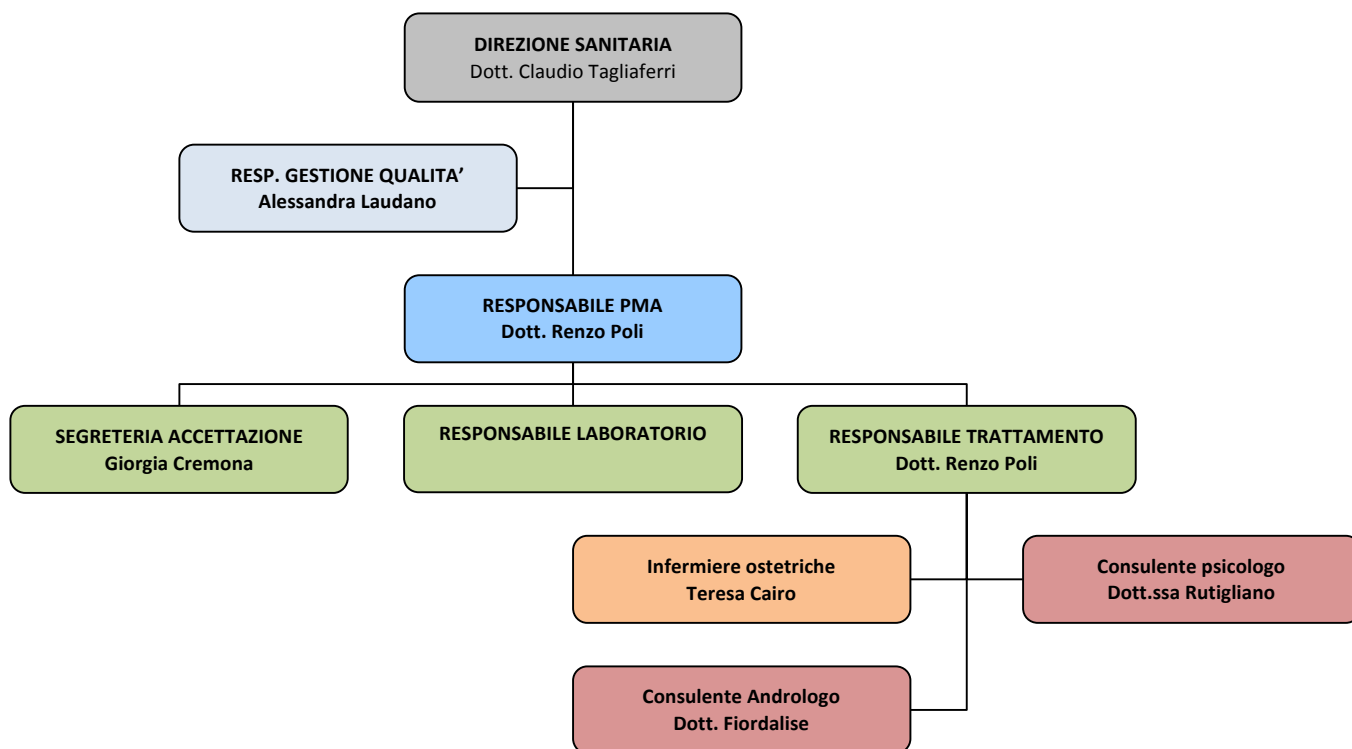 DIREZIONE SANITARIA
Dott. Claudio Tagliaferri
RESP. GESTIONE QUALITA’
Alessandra Laudano
RESPONSABILE PMA
Dott. Renzo Poli
SEGRETERIA ACCETTAZIONE
Giorgia Cremona
RESPONSABILE LABORATORIO
RESPONSABILE TRATTAMENTO
Dott. Renzo Poli
Infermiere ostetriche
Teresa Cairo
Consulente psicologo
Dott.ssa Rutigliano
Consulente Andrologo
Dott. Fiordalise